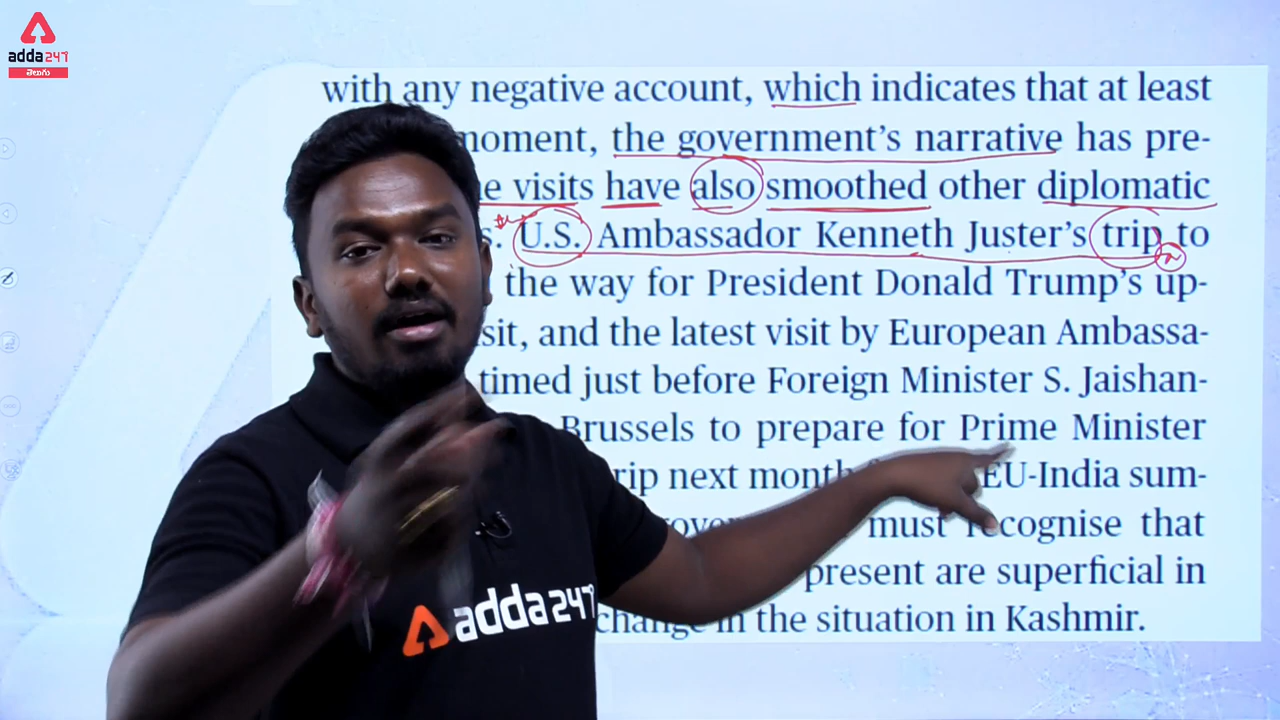 adda247
తెలుగు
with any negative account, which indicates that at least
moment, the government's narrative has pre-
visits have also smoothed other diplomatic
U.S. Ambassador Kenneth Juster's trip to
the way for President Donald Trump's up-
and the latest visit by European Ambassa-
timed just before Foreign Minister S. Jaishan-
Brussels to prepare for Prime Minister
next month EU-India sum-
must recognise that
present are superficial in
change in the situation in Kashmir.
adda247